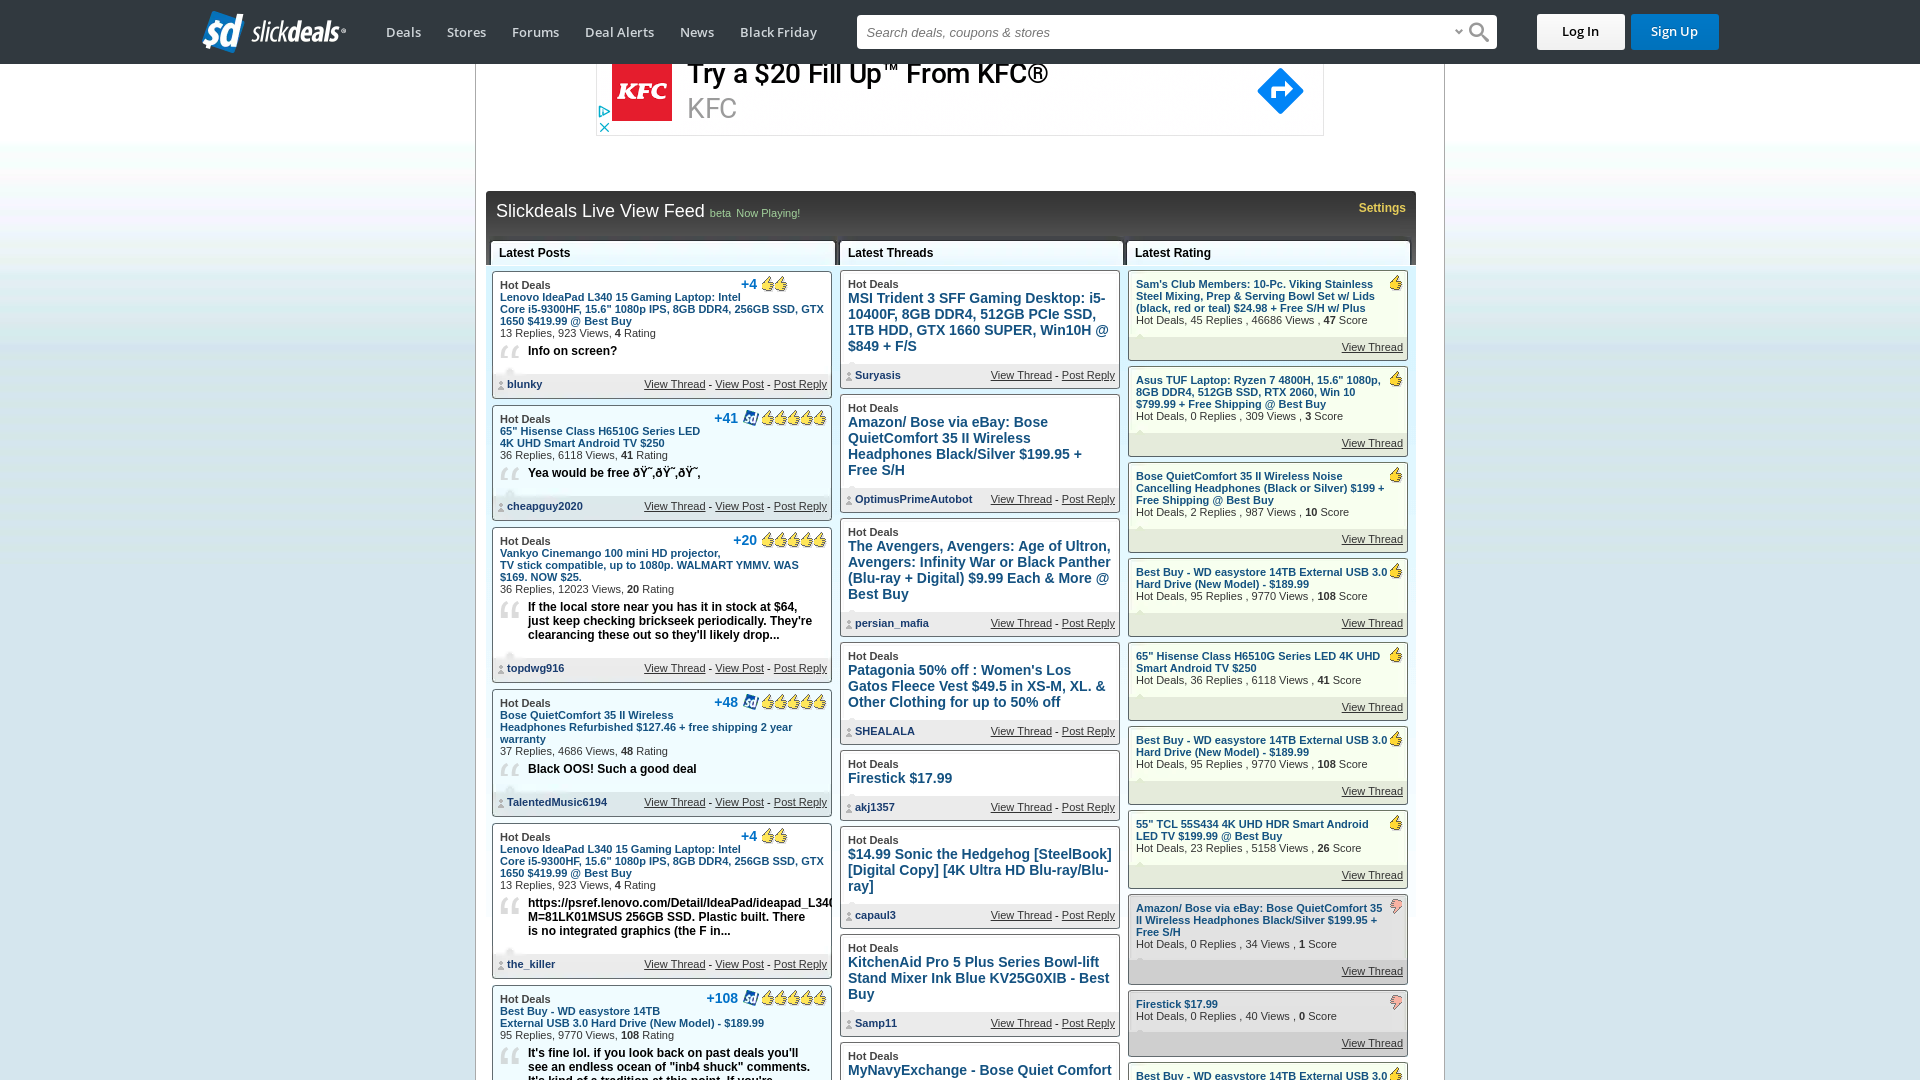 slickdeals
Deals
Stores
Forums
Deal Alerts
News
Black Friday
Search deals, coupons & stores
Log In
Sign Up
KFC
Try a $20 Fill Up™ From KFC®
KFC
Slickdeals Live View Feed beta Now Playing!
Settings
Latest Posts
Hot Deals
+4
Lenovo IdeaPad L340 15 Gaming Laptop: Intel
Core i5-9300HF, 15.6" 1080p IPS, 8GB DDR4, 256GB SSD, GTX
1650 $419.99 @ Best Buy
13 Replies, 923 Views, 4 Rating
Info on screen?
blunky
View Thread - View Post - Post Reply
Hot Deals
+41
65" Hisense Class H6510G Series LED
4K UHD Smart Android TV $250
36 Replies, 6118 Views, 41 Rating
Yea would be free ðŸ˜‚ðŸ˜‚ðŸ˜‚
cheapguy2020
View Thread - View Post - Post Reply
Hot Deals
+20
Vankyo Cinemango 100 mini HD projector,
TV stick compatible, up to 1080p. WALMART YMMV. WAS
$169. NOW $25.
36 Replies, 12023 Views, 20 Rating
If the local store near you has it in stock at $64,
just keep checking brickseek periodically. They're
clearancing these out so they'll likely drop...
topdwg916
View Thread - View Post - Post Reply
Hot Deals
+48
Bose QuietComfort 35 II Wireless
Headphones Refurbished $127.46 + free shipping 2 year
warranty
37 Replies, 4686 Views, 48 Rating
Black OOS! Such a good deal
TalentedMusic6194
View Thread - View Post - Post Reply
Hot Deals
+4
Lenovo IdeaPad L340 15 Gaming Laptop: Intel
Core i5-9300HF, 15.6" 1080p IPS, 8GB DDR4, 256GB SSD, GTX
1650 $419.99 @ Best Buy
13 Replies, 923 Views, 4 Rating
https://psref.lenovo.com/Detail/IdeaPad/ideapad_L340
M=81LK01MSUS 256GB SSD. Plastic built. There
is no integrated graphics (the F in...
the_killer
View Thread - View Post - Post Reply
Hot Deals
+108
Best Buy - WD easystore 14TB
External USB 3.0 Hard Drive (New Model) - $189.99
95 Replies, 9770 Views, 108 Rating
It's fine lol. if you look back on past deals you'll
see an endless ocean of "inb4 shuck" comments.
It's kind of a tradition at this point. If you're
Latest Threads
Hot Deals
MSI Trident 3 SFF Gaming Desktop: i5-
10400F, 8GB DDR4, 512GB PCIe SSD,
1TB HDD, GTX 1660 SUPER, Win10H @
$849 + F/S
Suryasis
View Thread - Post Reply
Hot Deals
Amazon/ Bose via eBay: Bose
QuietComfort 35 II Wireless
Headphones Black/Silver $199.95 +
Free S/H
OptimusPrimeAutobot
View Thread - Post Reply
Hot Deals
The Avengers, Avengers: Age of Ultron,
Avengers: Infinity War or Black Panther
(Blu-ray + Digital) $9.99 Each & More @
Best Buy
persian_mafia
View Thread - Post Reply
Hot Deals
Patagonia 50% off : Women's Los
Gatos Fleece Vest $49.5 in XS-M, XL. &
Other Clothing for up to 50% off
SHEALALA
View Thread - Post Reply
Hot Deals
Firestick $17.99
akj1357
View Thread - Post Reply
Hot Deals
$14.99 Sonic the Hedgehog [SteelBook]
[Digital Copy] [4K Ultra HD Blu-ray/Blu-
ray]
capaul3
View Thread - Post Reply
Hot Deals
KitchenAid Pro 5 Plus Series Bowl-lift
Stand Mixer Ink Blue KV25G0XIB - Best
Buy
Samp11
View Thread - Post Reply
Hot Deals
MyNavyExchange - Bose Quiet Comfort
Latest Rating
Sam's Club Members: 10-Pc. Viking Stainless
Steel Mixing, Prep & Serving Bowl Set w/ Lids
(black, red or teal) $24.98 + Free S/H w/ Plus
Hot Deals, 45 Replies , 46686 Views , 47 Score
View Thread
Asus TUF Laptop: Ryzen 7 4800H, 15.6" 1080p,
8GB DDR4, 512GB SSD, RTX 2060, Win 10
$799.99 + Free Shipping @ Best Buy
Hot Deals, 0 Replies , 309 Views , 3 Score
View Thread
Bose QuietComfort 35 II Wireless Noise
Cancelling Headphones (Black or Silver) $199 +
Free Shipping @ Best Buy
Hot Deals, 2 Replies , 987 Views , 10 Score
View Thread
Best Buy - WD easystore 14TB External USB 3.0
Hard Drive (New Model) - $189.99
Hot Deals, 95 Replies , 9770 Views , 108 Score
View Thread
65" Hisense Class H6510G Series LED 4K UHD
Smart Android TV $250
Hot Deals, 36 Replies , 6118 Views , 41 Score
View Thread
Best Buy - WD easystore 14TB External USB 3.0
Hard Drive (New Model) - $189.99
Hot Deals, 95 Replies , 9770 Views , 108 Score
View Thread
55" TCL 55S434 4K UHD HDR Smart Android
LED TV $199.99 @ Best Buy
Hot Deals, 23 Replies , 5158 Views , 26 Score
View Thread
Amazon/ Bose via eBay: Bose QuietComfort 35
II Wireless Headphones Black/Silver $199.95 +
Free S/H
Hot Deals, 0 Replies , 34 Views , 1 Score
View Thread
Firestick $17.99
Hot Deals, 0 Replies , 40 Views , 0 Score
View Thread
Best Buy - WD easystore 14TB External USB 3.0